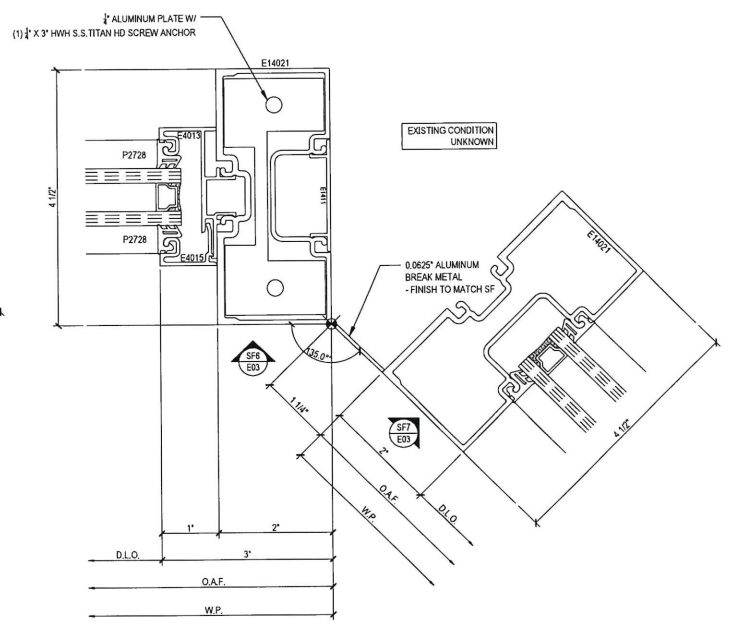 ¼" ALUMINUM PLATE W/
(1) ¼" X 3" HWH S.S.TITAN HD SCREW ANCHOR
E14021
EXISTING CONDITION
UNKNOWN
E4013
P2728
4 1/2"
E1411
P2728
E4015
E14021
0.0625" ALUMINUM
BREAK METAL
- FINISH TO MATCH SF
135.0°
SF6
E03
1 1/4"
SF7
E03
2"
4 1/2"
O.A.F.
D.L.O.
W.P.
1"
2"
D.L.O.
3"
O.A.F.
W.P.